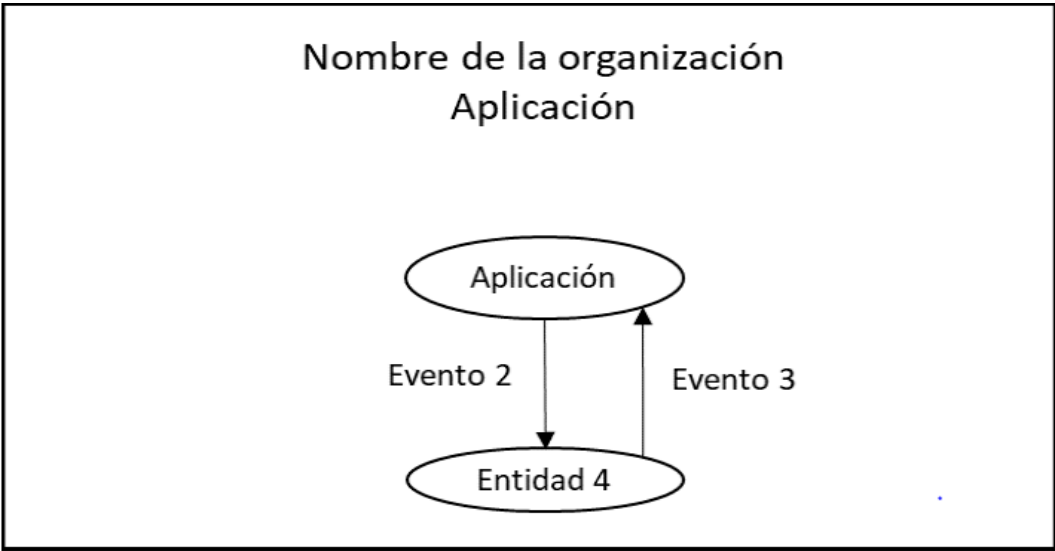 Nombre de la organización
Aplicación
Aplicación
Evento 2
Evento 3
Entidad 4